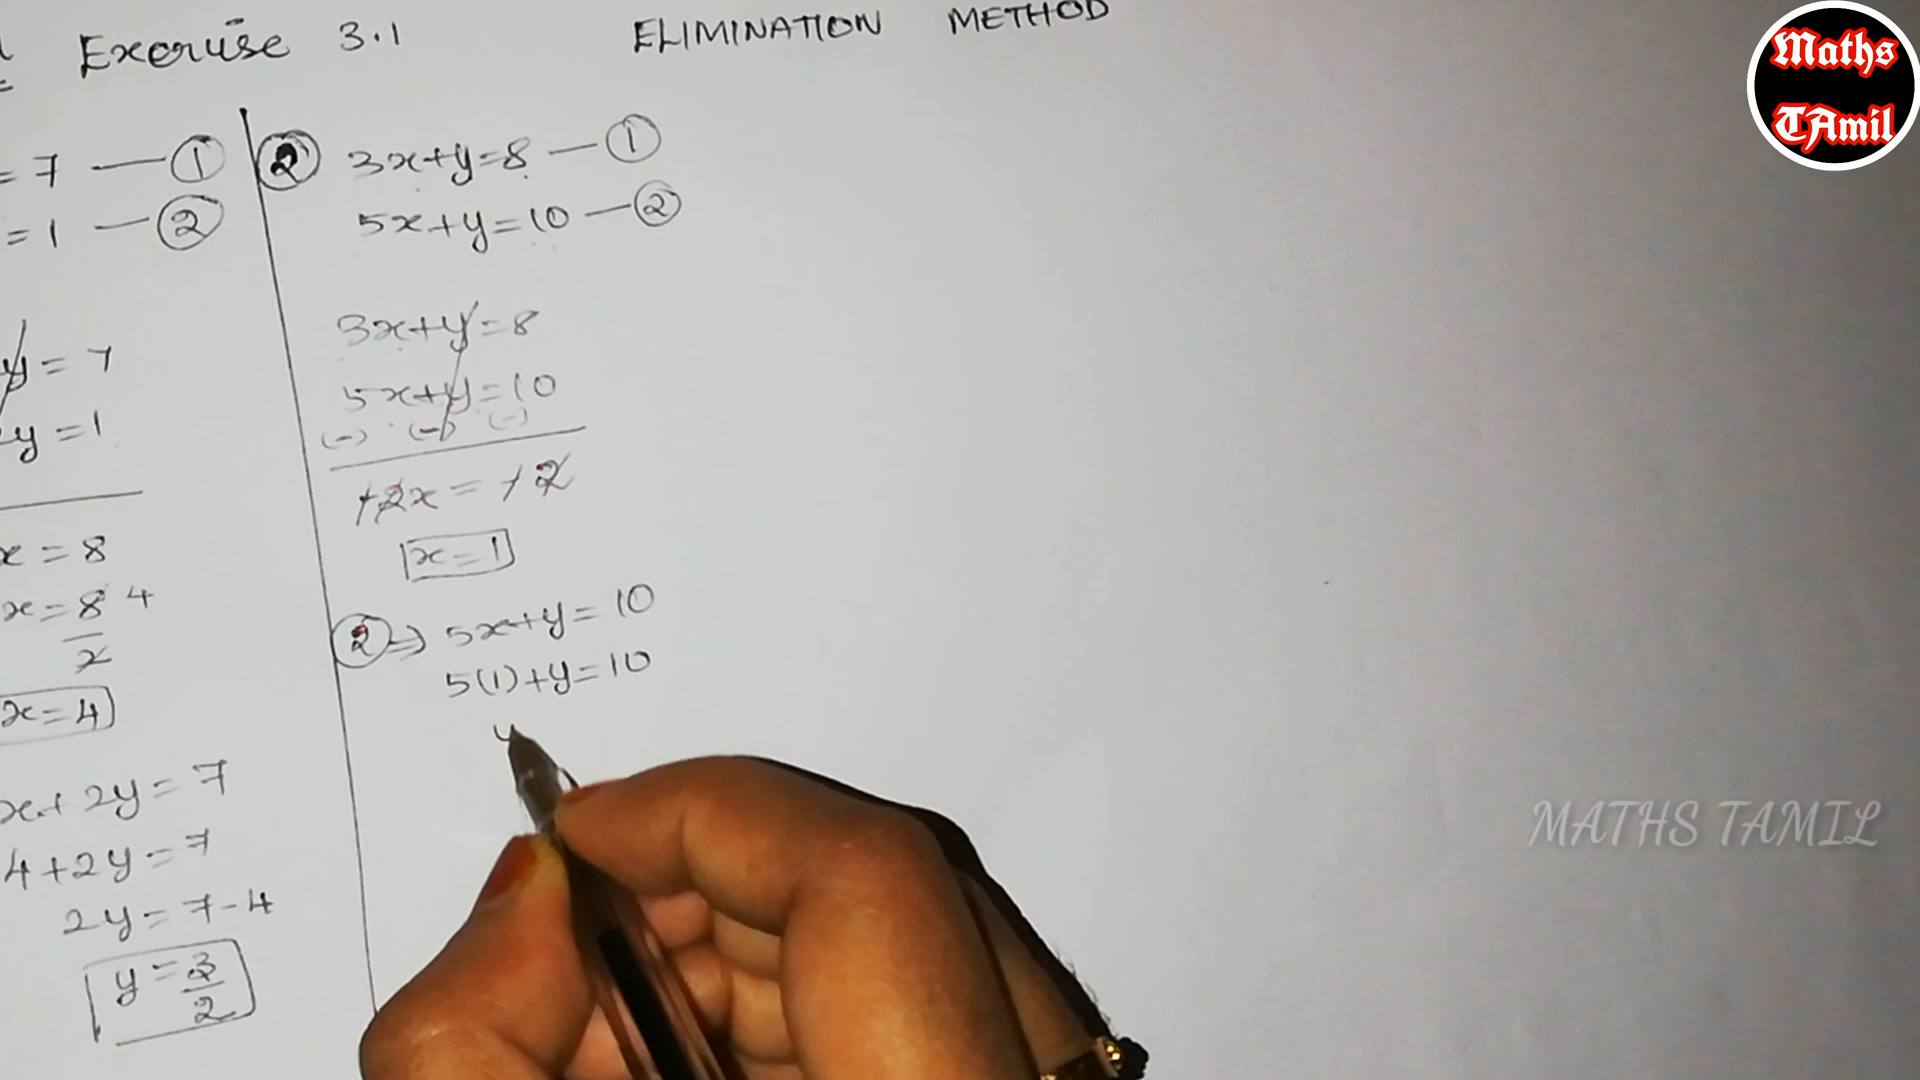 Exercise 3.1 ELIMINATION METHOD
= 7 — ①
= 1 — ②
y = 7
y = 1
x = 8
x = 8 4
2
x = 4
x + 2y = 7
4 + 2y = 7
2y = 7 - 4
y = 3
2
② 3x+y=8 — ①
5x+y=10 — ②
3x+y=8
5x+y=10
(-) (-) (-)
+2x = +2
x = 1
② ⇒ 5x+y = 10
5(1)+y=10
Maths
TAmil
MATHS TAMIL